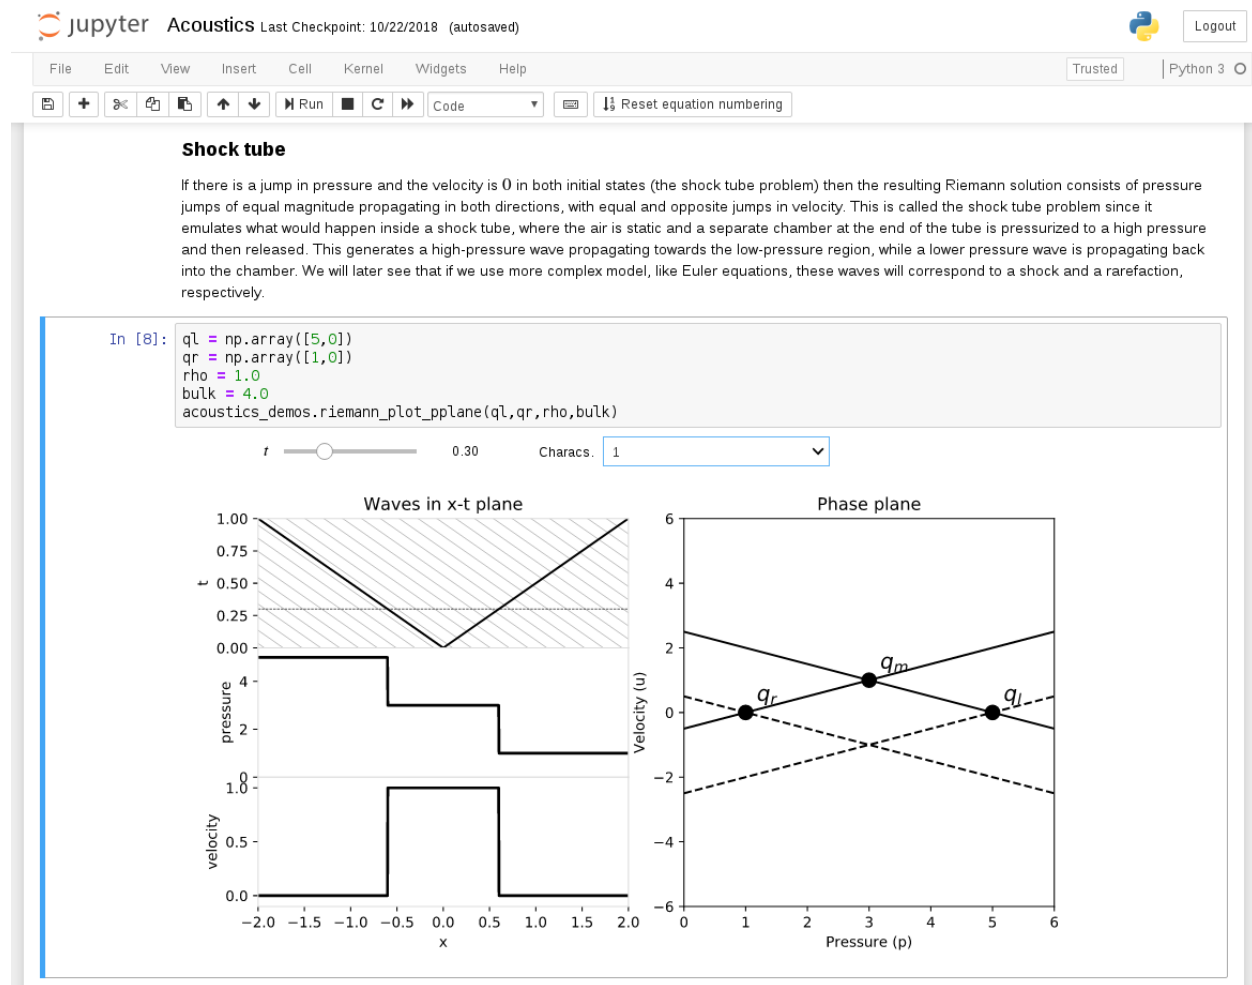 jupyter Acoustics Last Checkpoint: 10/22/2018 (autosaved)
Logout
File Edit View Insert Cell Kernel Widgets Help
Trusted Python 3
Run
Code
Reset equation numbering
Shock tube
If there is a jump in pressure and the velocity is 0 in both initial states (the shock tube problem) then the resulting Riemann solution consists of pressure
jumps of equal magnitude propagating in both directions, with equal and opposite jumps in velocity. This is called the shock tube problem since it
emulates what would happen inside a shock tube, where the air is static and a separate chamber at the end of the tube is pressurized to a high pressure
and then released. This generates a high-pressure wave propagating towards the low-pressure region, while a lower pressure wave is propagating back
into the chamber. We will later see that if we use more complex model, like Euler equations, these waves will correspond to a shock and a rarefaction,
respectively.
In [8]:
ql = np.array([5,0])
qr = np.array([1,0])
rho = 1.0
bulk = 4.0
acoustics_demos.riemann_plot_pplane(ql,qr,rho,bulk)
t 0.30 Characs. 1
Waves in x-t plane
1.00
0.75
0.50
0.25
0.00
t
4
2
0
pressure
1.0
0.5
0.0
velocity
−2.0 −1.5 −1.0 −0.5 0.0 0.5 1.0 1.5 2.0
x
Phase plane
6
4
2
0
−2
−4
−6
Velocity (u)
q_m
q_r
q_l
0 1 2 3 4 5 6
Pressure (p)